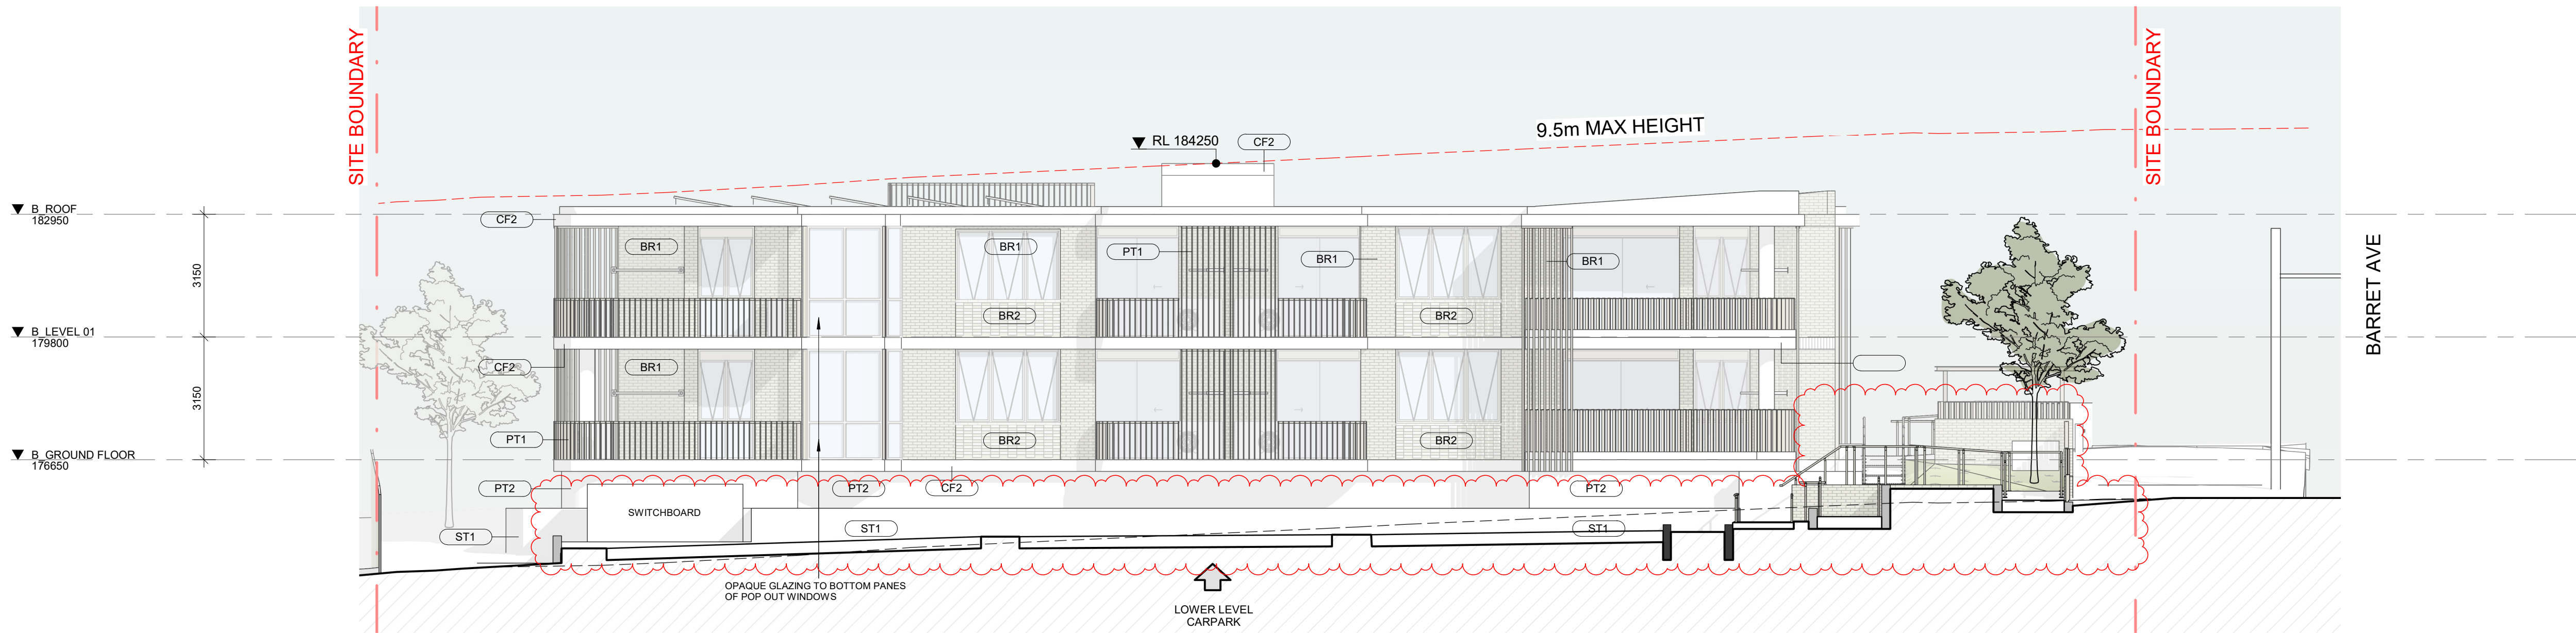 SITE BOUNDARY
SITE BOUNDARY
9.5m MAX HEIGHT
RL 184250
CF2
B_ROOF
182950
CF2
BR1
BR1
PT1
BR1
BR1
3150
BARRET AVE
BR2
BR2
B_LEVEL 01
179800
CF2
BR1
3150
PT1
BR2
BR2
B_GROUND FLOOR
176650
PT2
PT2
CF2
PT2
SWITCHBOARD
ST1
ST1
ST1
OPAQUE GLAZING TO BOTTOM PANES
OF POP OUT WINDOWS
LOWER LEVEL
CARPARK